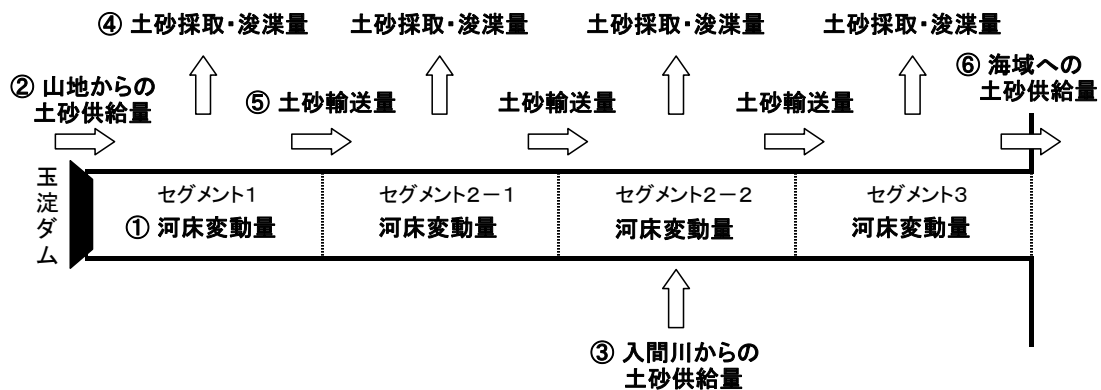 ④ 土砂採取・浚渫量
土砂採取・浚渫量
土砂採取・浚渫量
土砂採取・浚渫量
② 山地からの
土砂供給量
⑤ 土砂輸送量
土砂輸送量
土砂輸送量
⑥ 海域への
土砂供給量
玉淀ダム
セグメント1
① 河床変動量
セグメント2-1
河床変動量
セグメント2-2
河床変動量
セグメント3
河床変動量
③ 入間川からの
土砂供給量